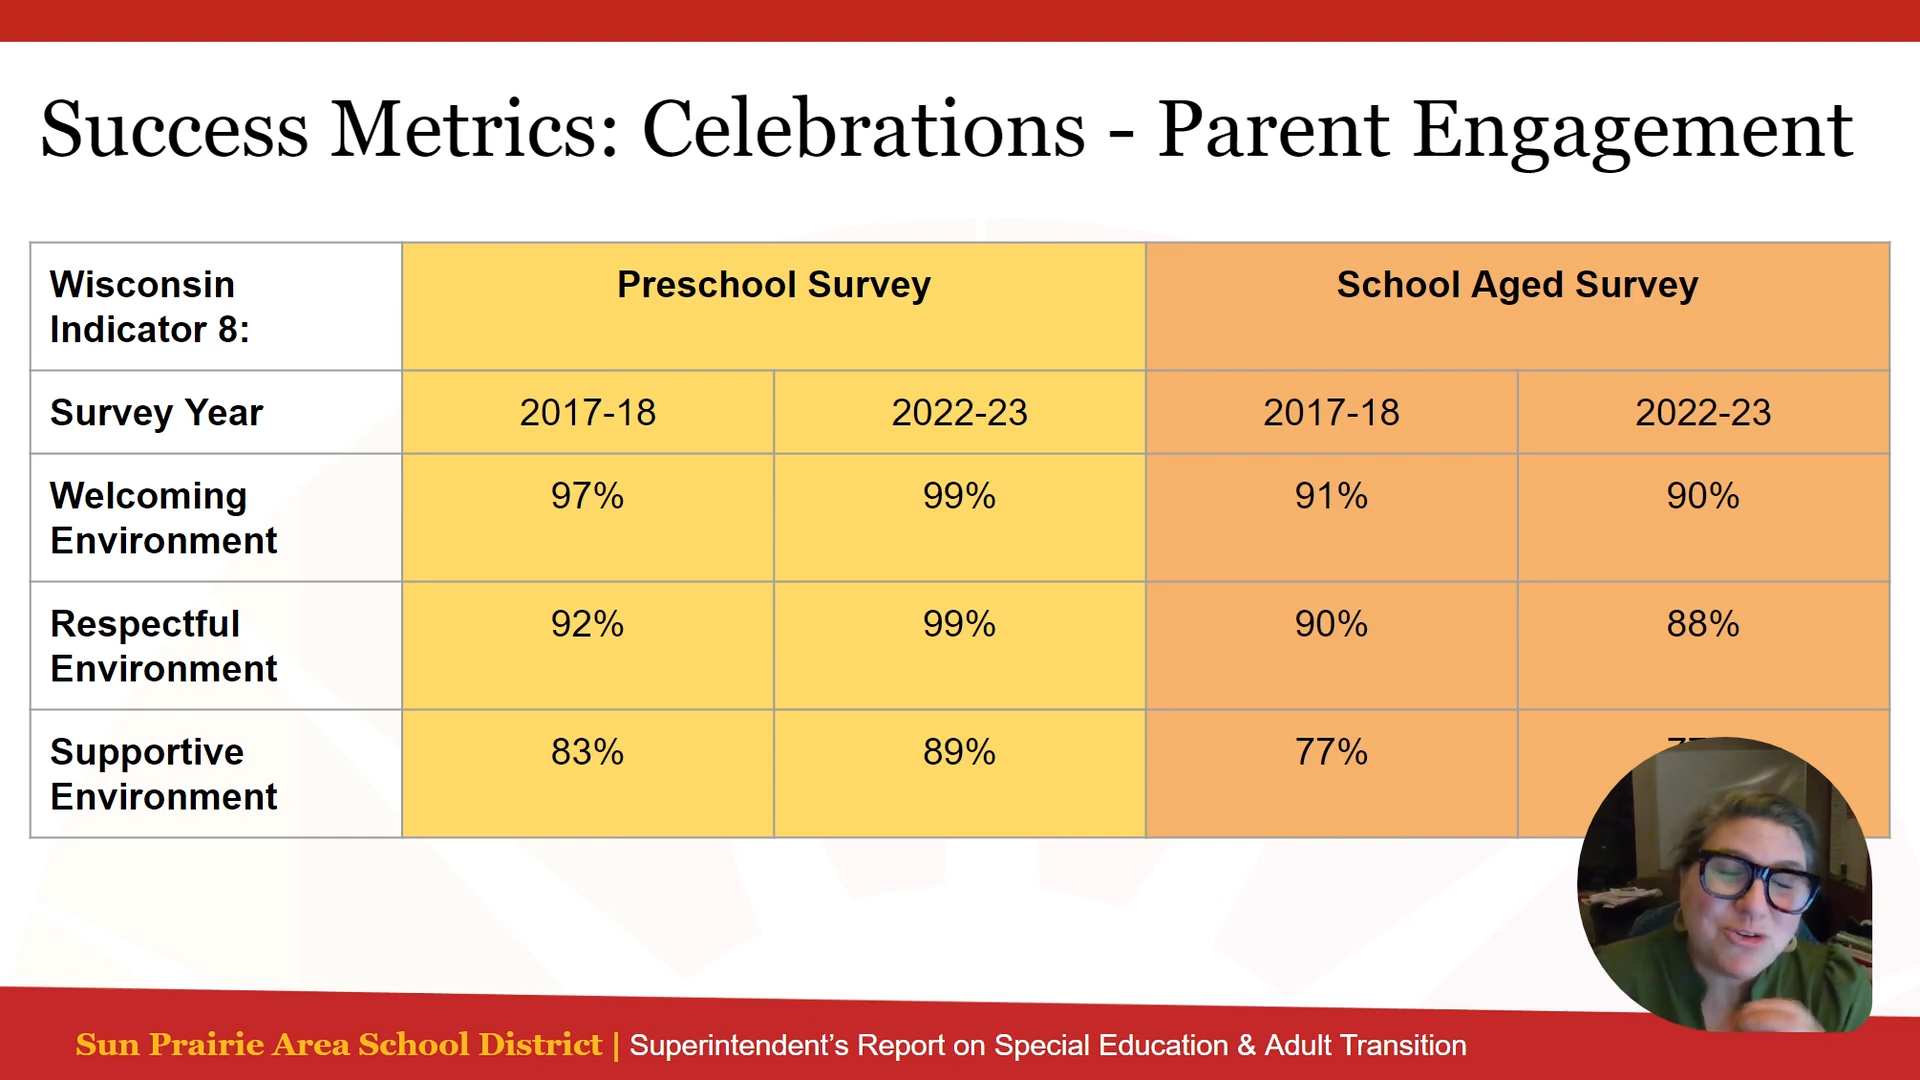 Success Metrics: Celebrations - Parent Engagement
Wisconsin
Indicator 8:
Preschool Survey
School Aged Survey
Survey Year
2017-18
2022-23
2017-18
2022-23
Welcoming
Environment
97%
99%
91%
90%
Respectful
Environment
92%
99%
90%
88%
Supportive
Environment
83%
89%
77%
Sun Prairie Area School District | Superintendent's Report on Special Education & Adult Transition